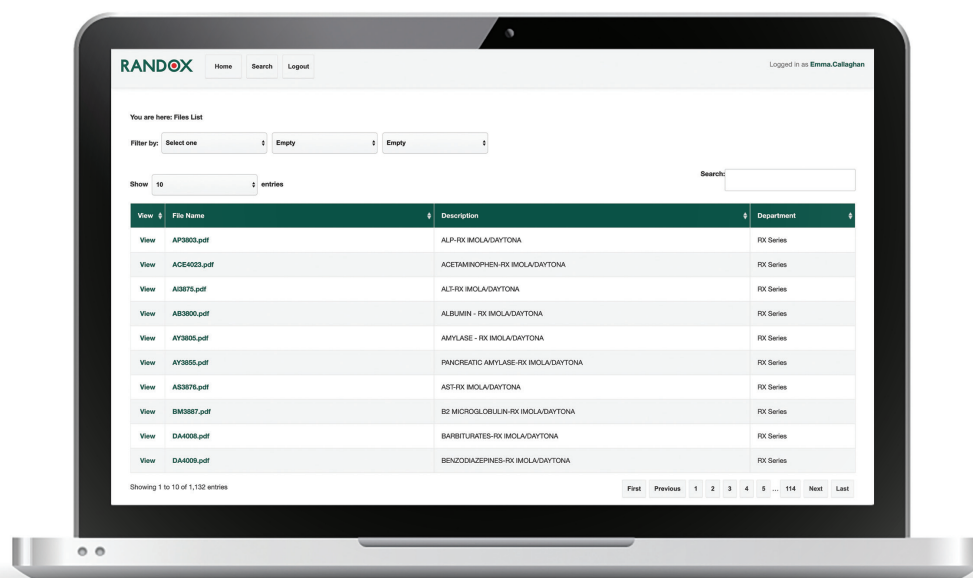 RANDOX Home Search Logout Logged in as Emma.Callaghan
You are here: Files List
Filter by: Select one Empty Empty
Search:
Show 10 entries
View File Name Description Department
View AP3803.pdf ALP-RX IMOLA/DAYTONA RX Series
View ACE4023.pdf ACETAMINOPHEN-RX IMOLA/DAYTONA RX Series
View Al3875.pdf ALT-RX IMOLA/DAYTONA RX Series
View AB3800.pdf ALBUMIN - RX IMOLA/DAYTONA RX Series
View AY3805.pdf AMYLASE - RX IMOLA/DAYTONA RX Series
View AY3855.pdf PANCREATIC AMYLASE-RX IMOLA/DAYTONA RX Series
View AS3876.pdf AST-RX IMOLA/DAYTONA RX Series
View BM3887.pdf B2 MICROGLOBULIN-RX IMOLA/DAYTONA RX Series
View DA4008.pdf BARBITURATES-RX IMOLA/DAYTONA RX Series
View DA4009.pdf BENZODIAZEPINES-RX IMOLA/DAYTONA RX Series
Showing 1 to 10 of 1,132 entries First Previous 1 2 3 4 5 ... 114 Next Last